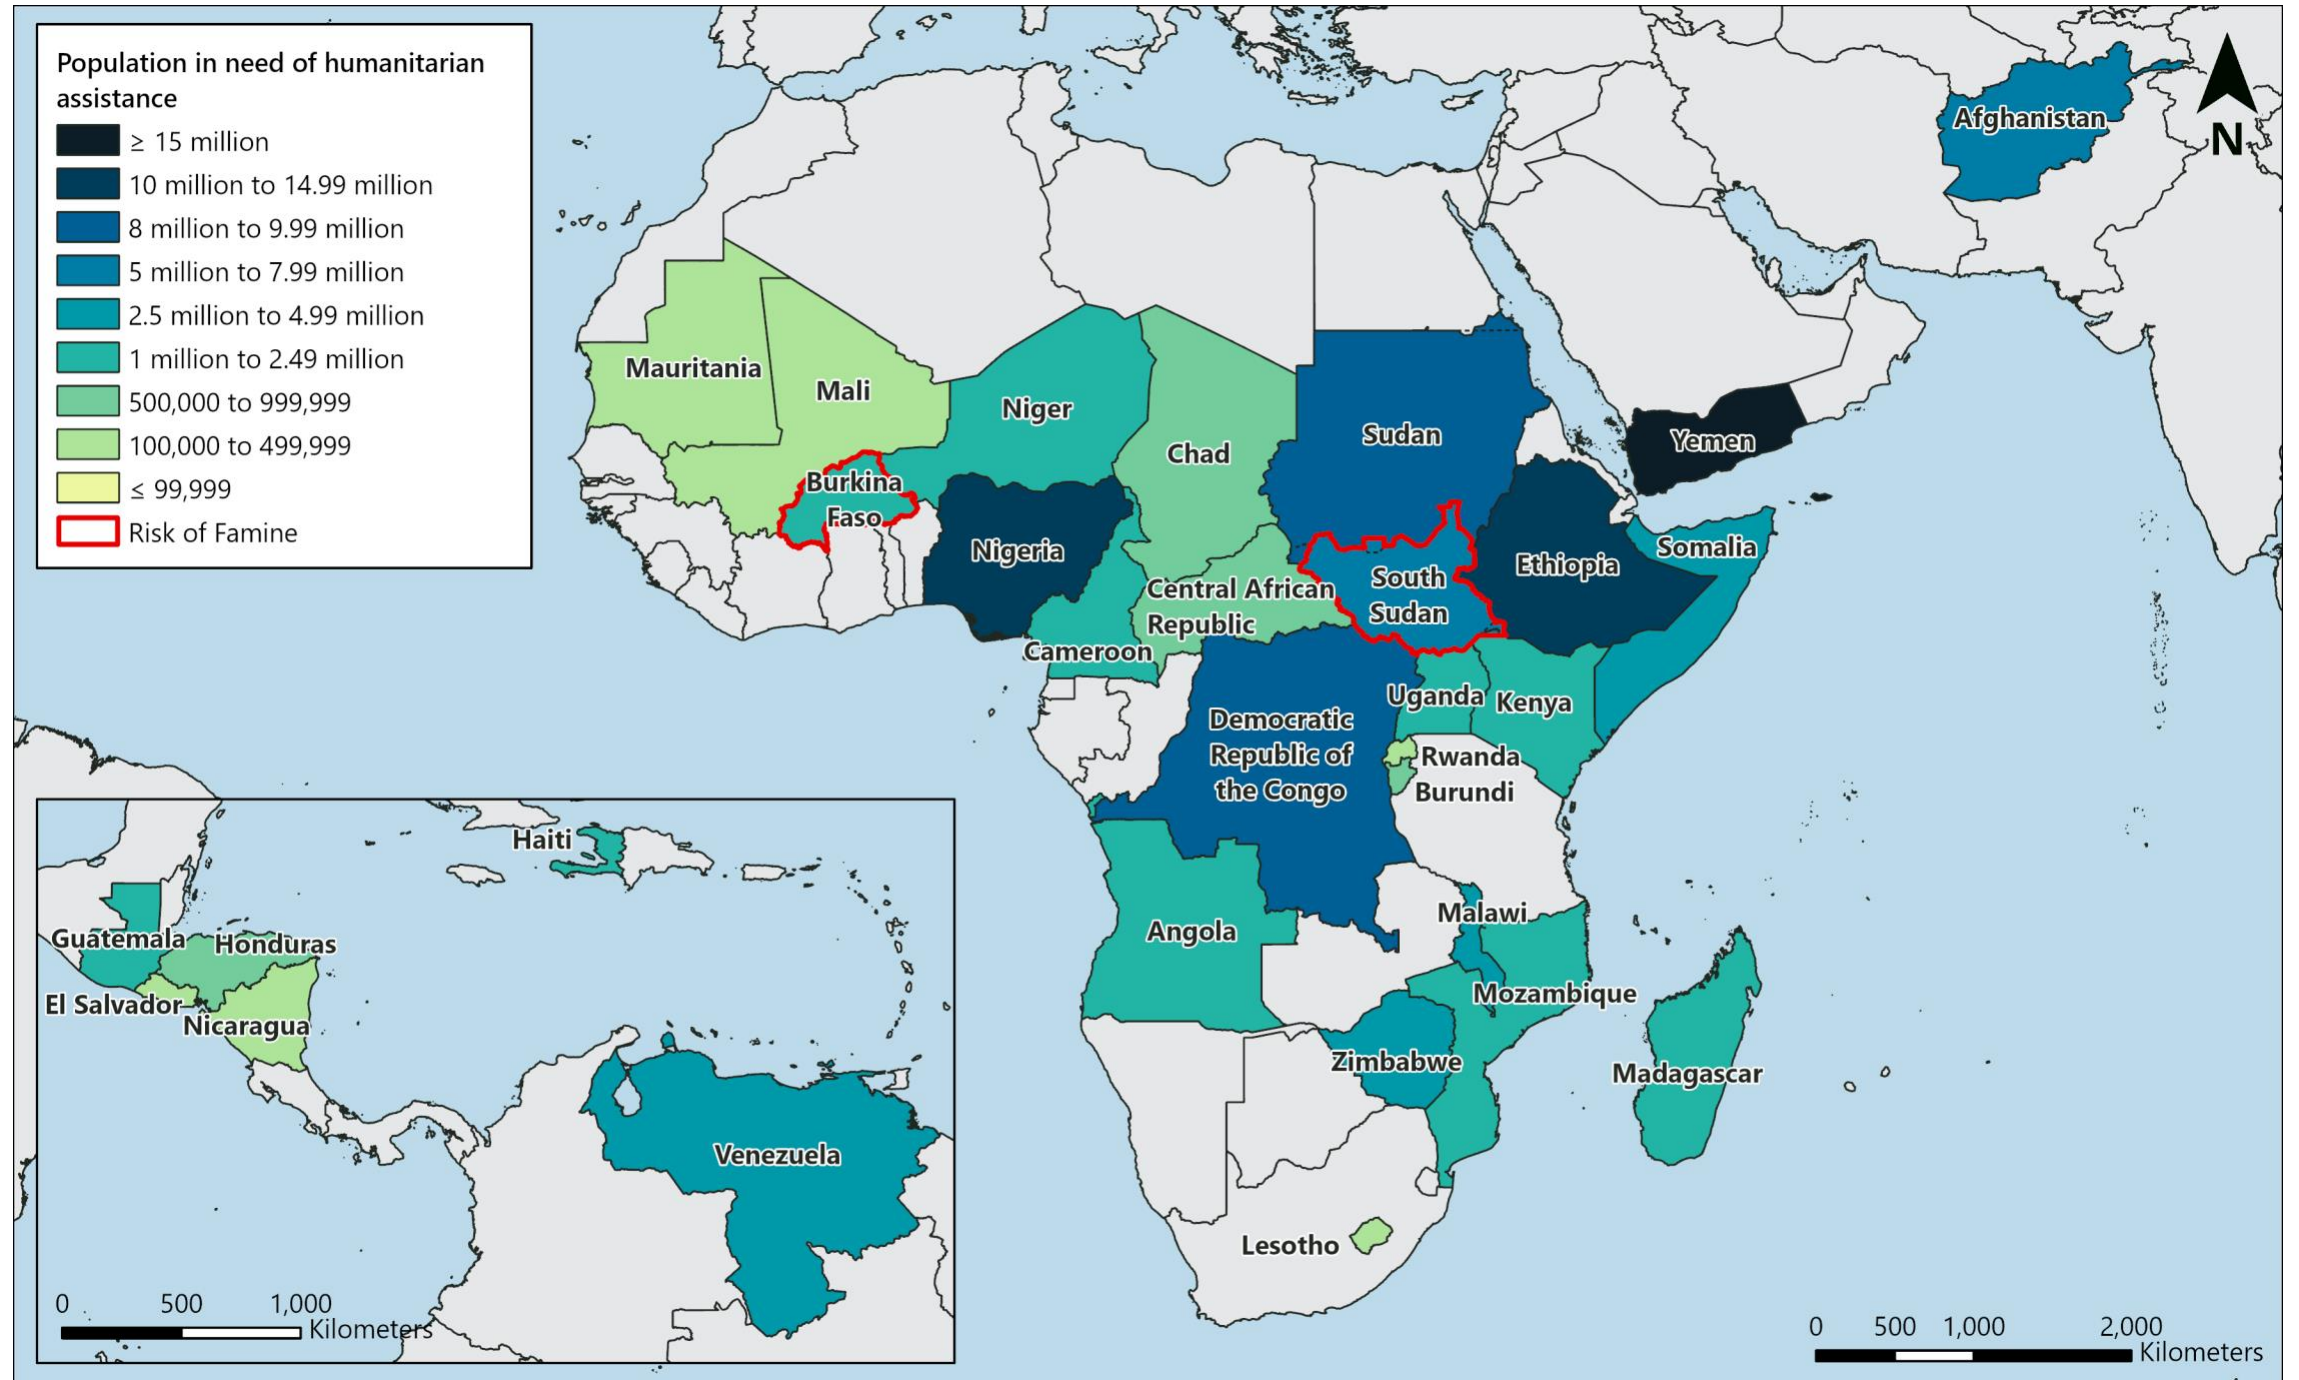 Population in need of humanitarian
assistance
≥ 15 million
10 million to 14.99 million
8 million to 9.99 million
5 million to 7.99 million
2.5 million to 4.99 million
1 million to 2.49 million
500,000 to 999,999
100,000 to 499,999
≤ 99,999
Risk of Famine
N
Afghanistan
Mauritania
Mali
Niger
Chad
Sudan
Yemen
Burkina
Faso
Nigeria
Ethiopia
Somalia
South
Sudan
Central African
Republic
Cameroon
Uganda
Kenya
Democratic
Republic of
the Congo
Rwanda
Burundi
Angola
Malawi
Mozambique
Zimbabwe
Madagascar
Lesotho
Haiti
Guatemala
Honduras
El Salvador
Nicaragua
Venezuela
0 500 1,000
Kilometers
0 500 1,000 2,000
Kilometers